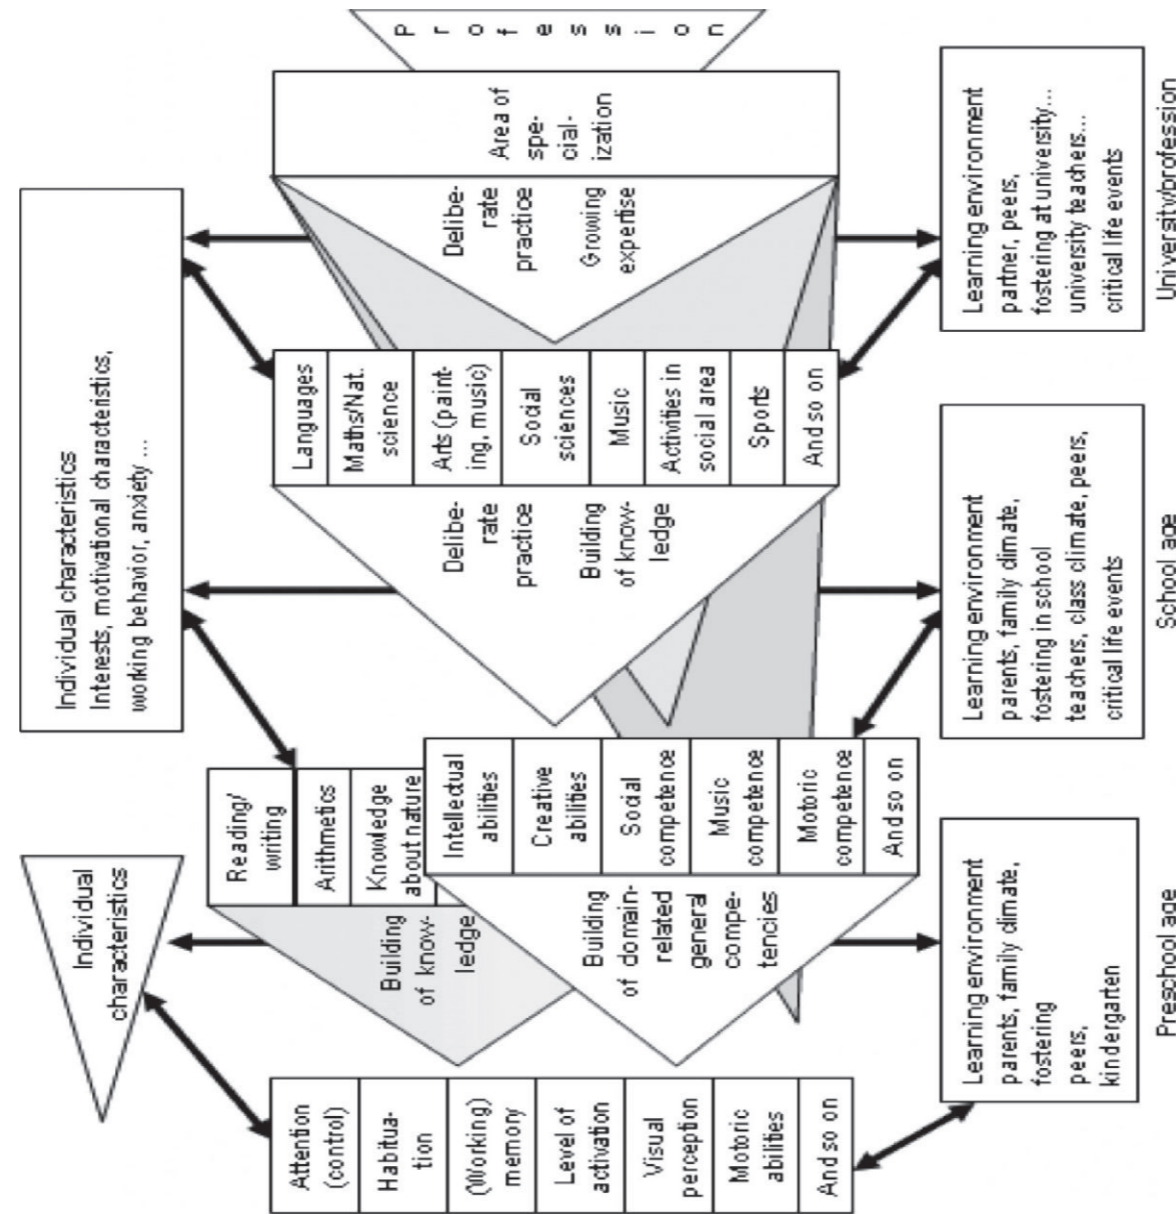 Individual
characteristics
Individual characteristics
Interests, motivational characteristics,
working behavior, anxiety ...
Attention
(control)
Habitua-
tion
(Working)
memory
Level of
activation
Visual
perception
Motoric
abilities
And so on
Building
of know-
ledge
Reading/
writing
Arithmetics
Knowledge
about nature
Building
of domain-
related
general
compe-
tencies
Intellectual
abilities
Creative
abilities
Social
competence
Music
competence
Motoric
competence
And so on
Delibe-
rate
practice
Building
of know-
ledge
Languages
Maths/Nat.
science
Arts (paint-
ing, music)
Social
sciences
Music
Activities in
social area
Sports
And so on
Delibe-
rate
practice
Growing
expertise
Area of
spe-
cial-
ization
Profession
Learning environment
parents, family climate,
fostering
peers,
kindergarten
Learning environment
parents, family climate,
fostering in school
teachers, class climate, peers,
critical life events
Learning environment
partner, peers,
fostering at university...
university teachers...
critical life events
Preschool age
School age
University/profession